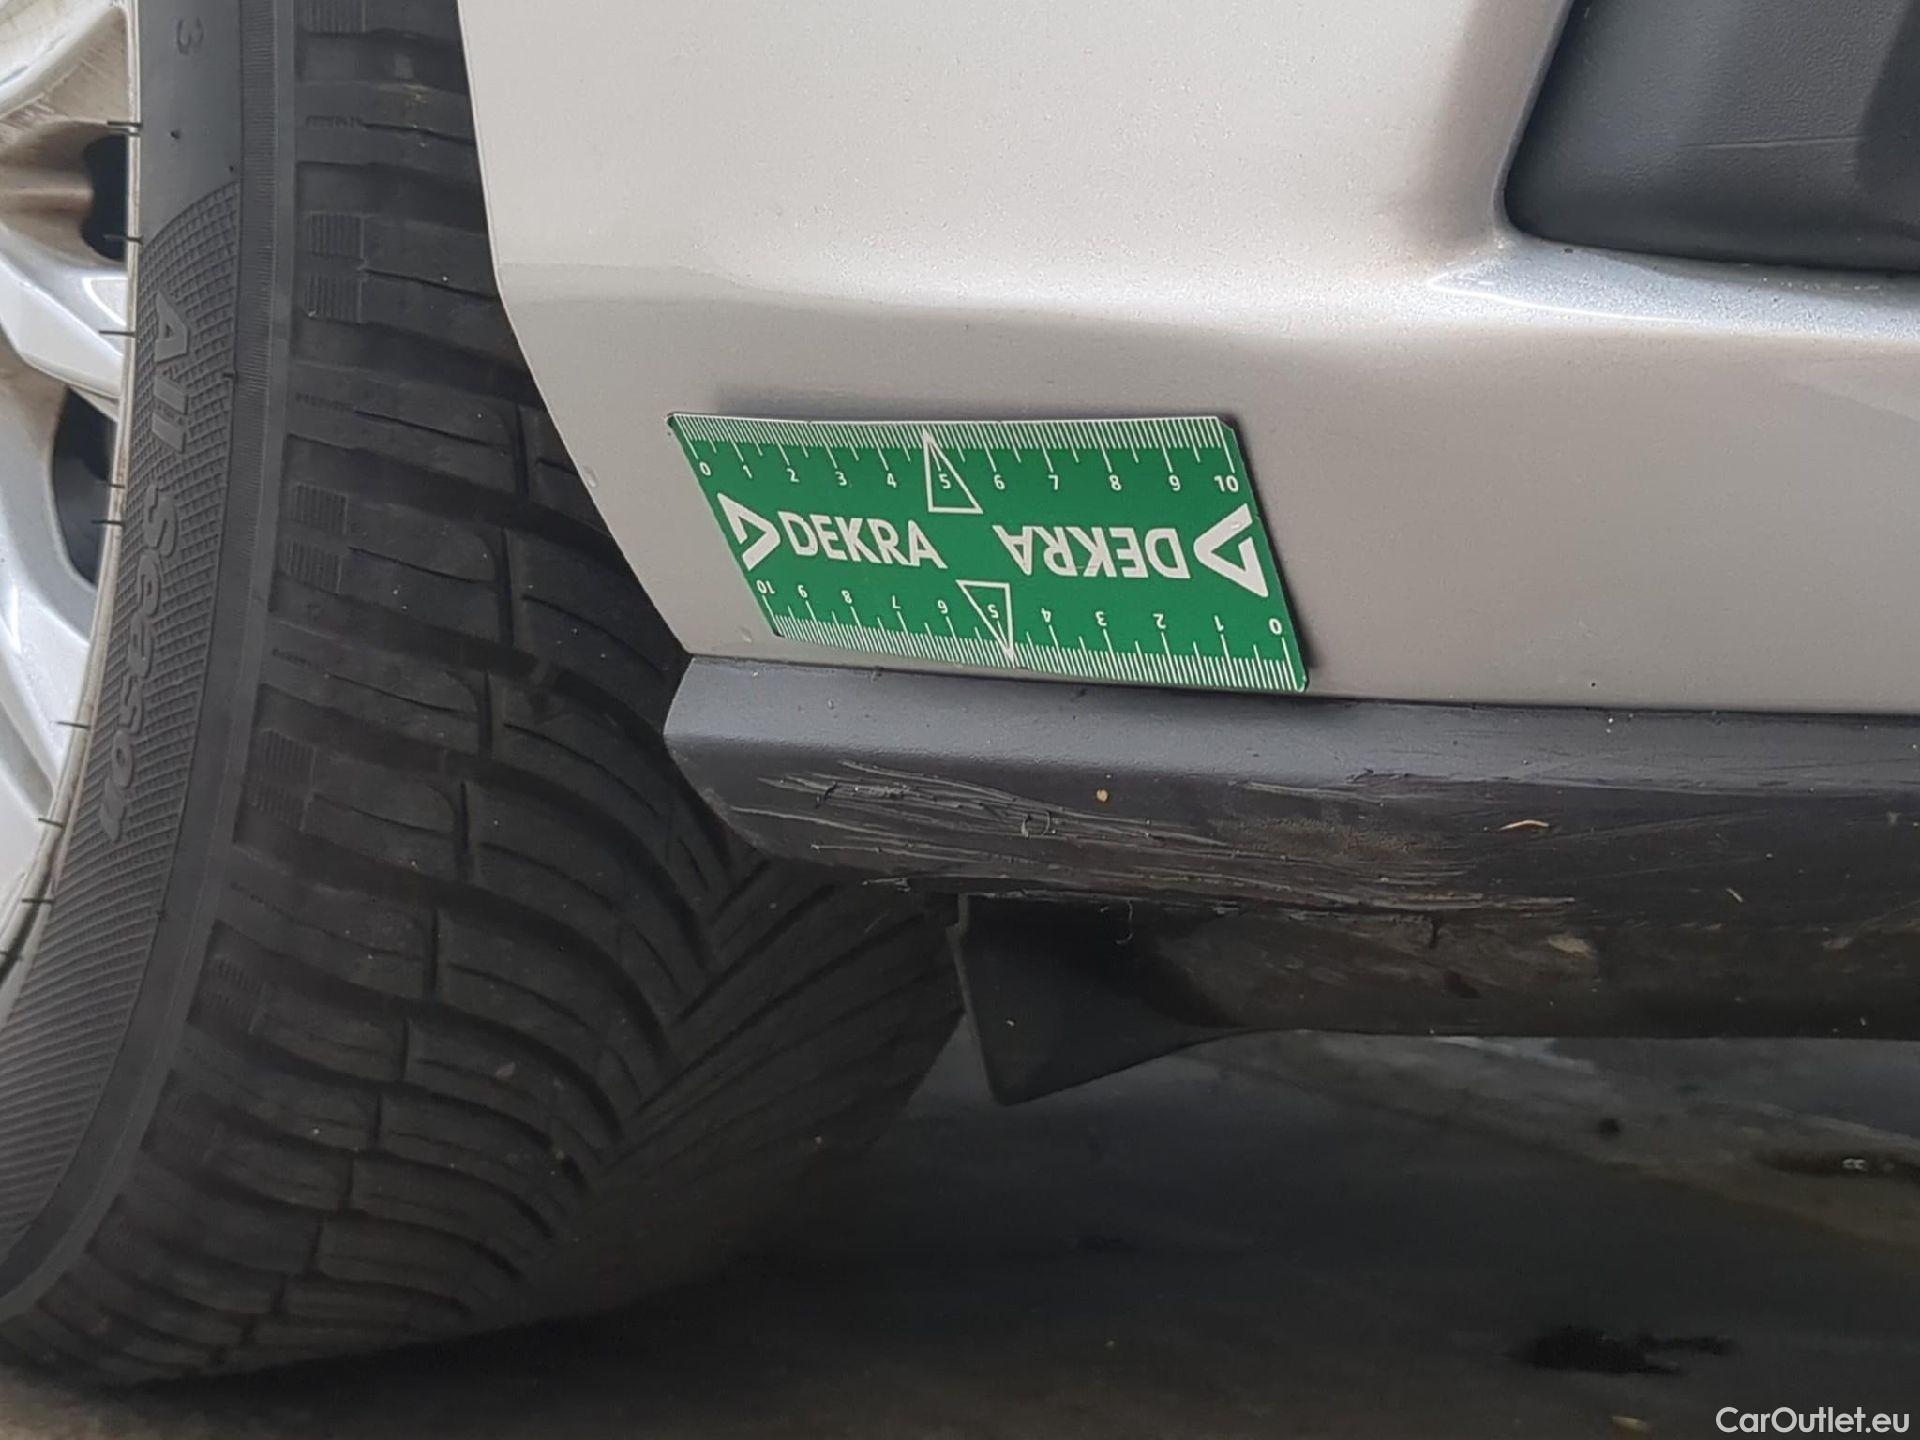 3
All Season
0 1 2 3 4 5 6 7 8 9 10
DEKRA DEKRA
10 9 8 7 6 5 4 3 2 1 0
CarOutlet.eu